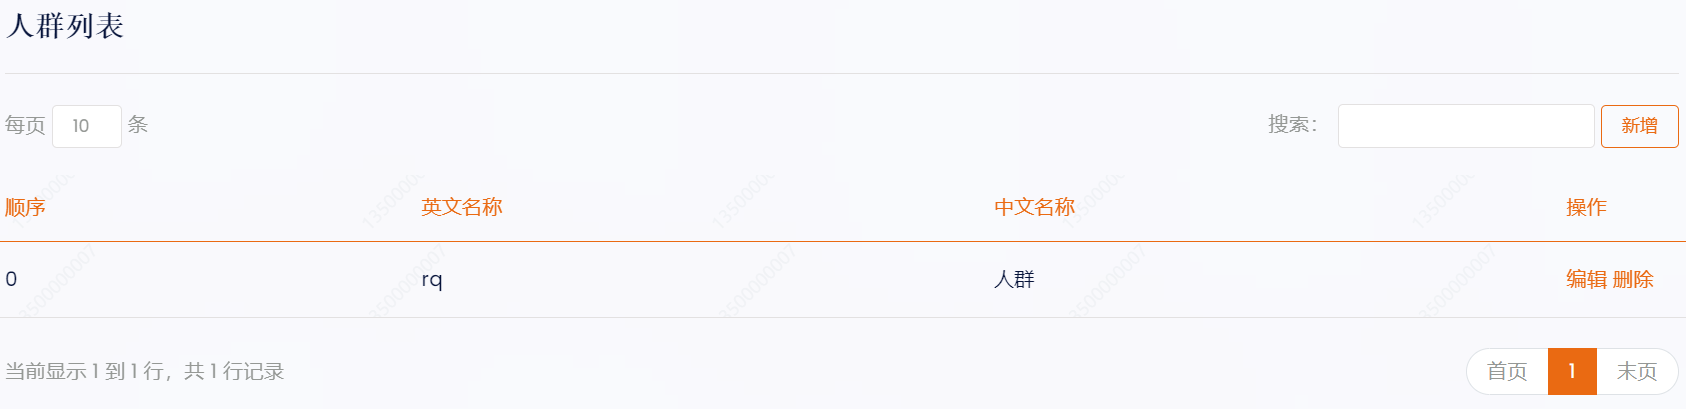 人群列表
每页 10 条 搜索： 新增
顺序 英文名称 中文名称 操作
0 rq 人群 编辑 删除
当前显示 1 到 1 行，共 1 行记录 首页 1 末页